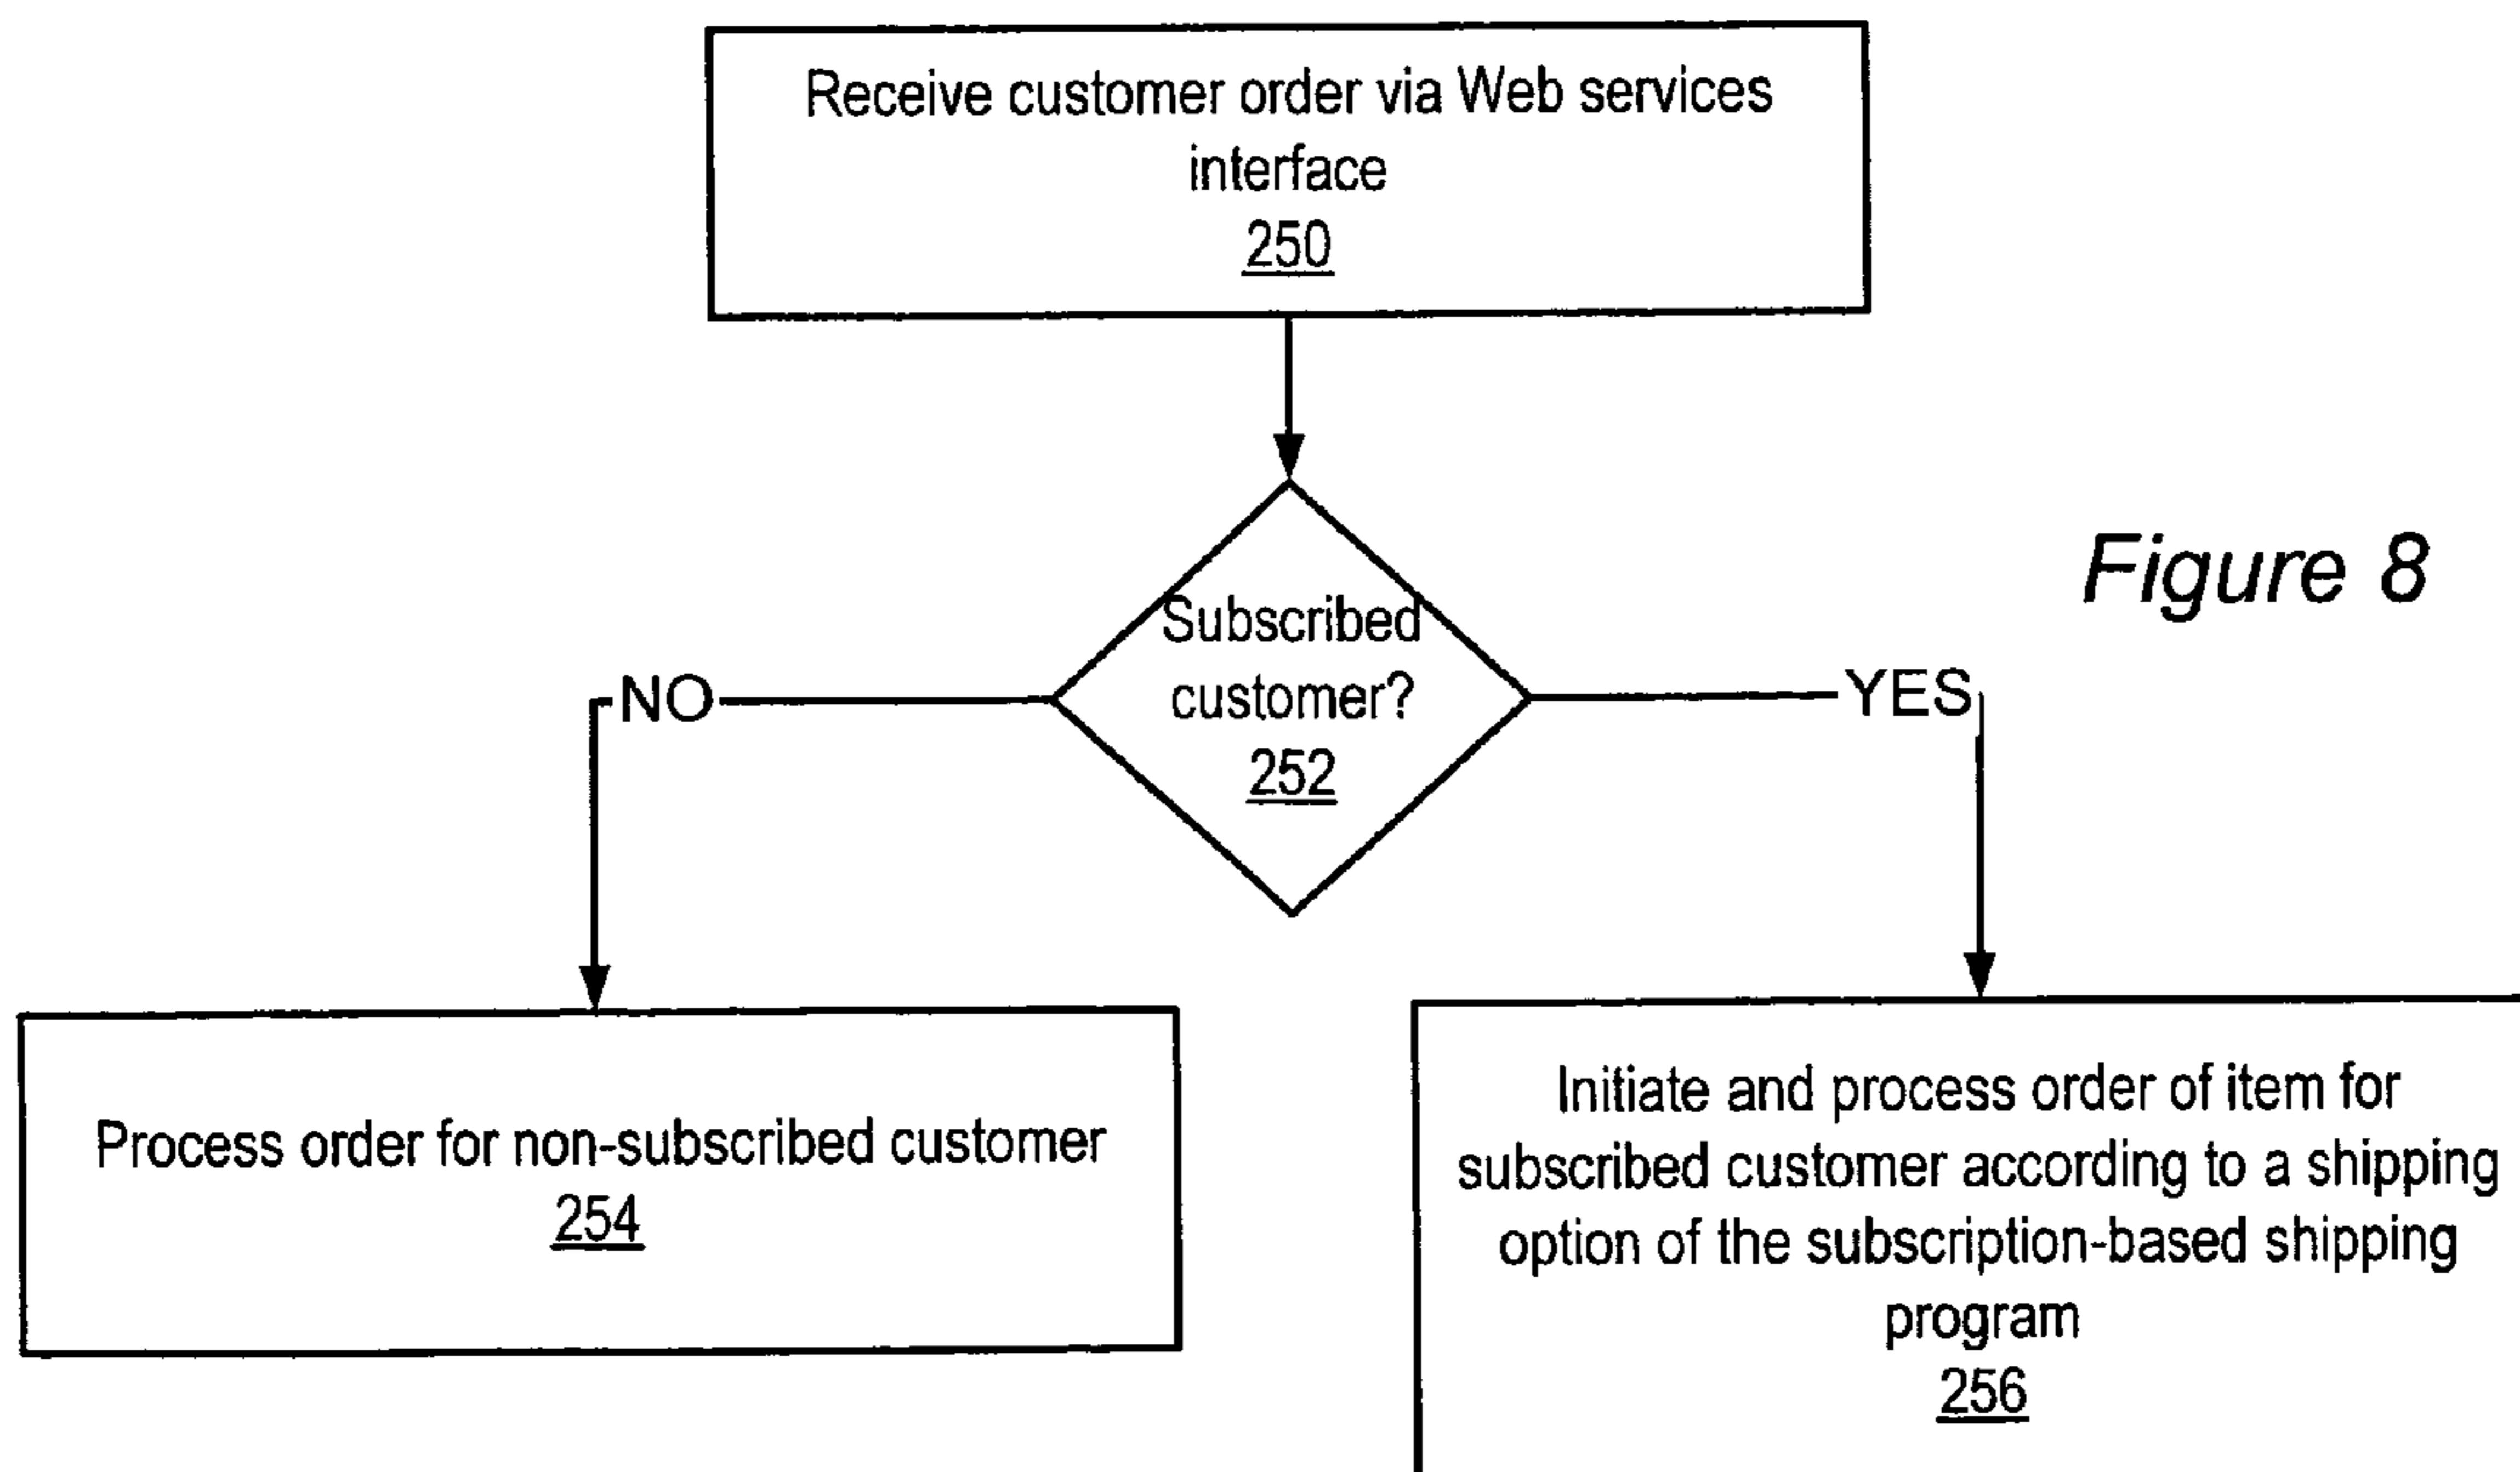 Receive customer order via Web services
interface
250
Figure 8
Subscribed
customer?
252
NO
YES
Process order for non-subscribed customer
254
Initiate and process order of item for
subscribed customer according to a shipping
option of the subscription-based shipping
program
256